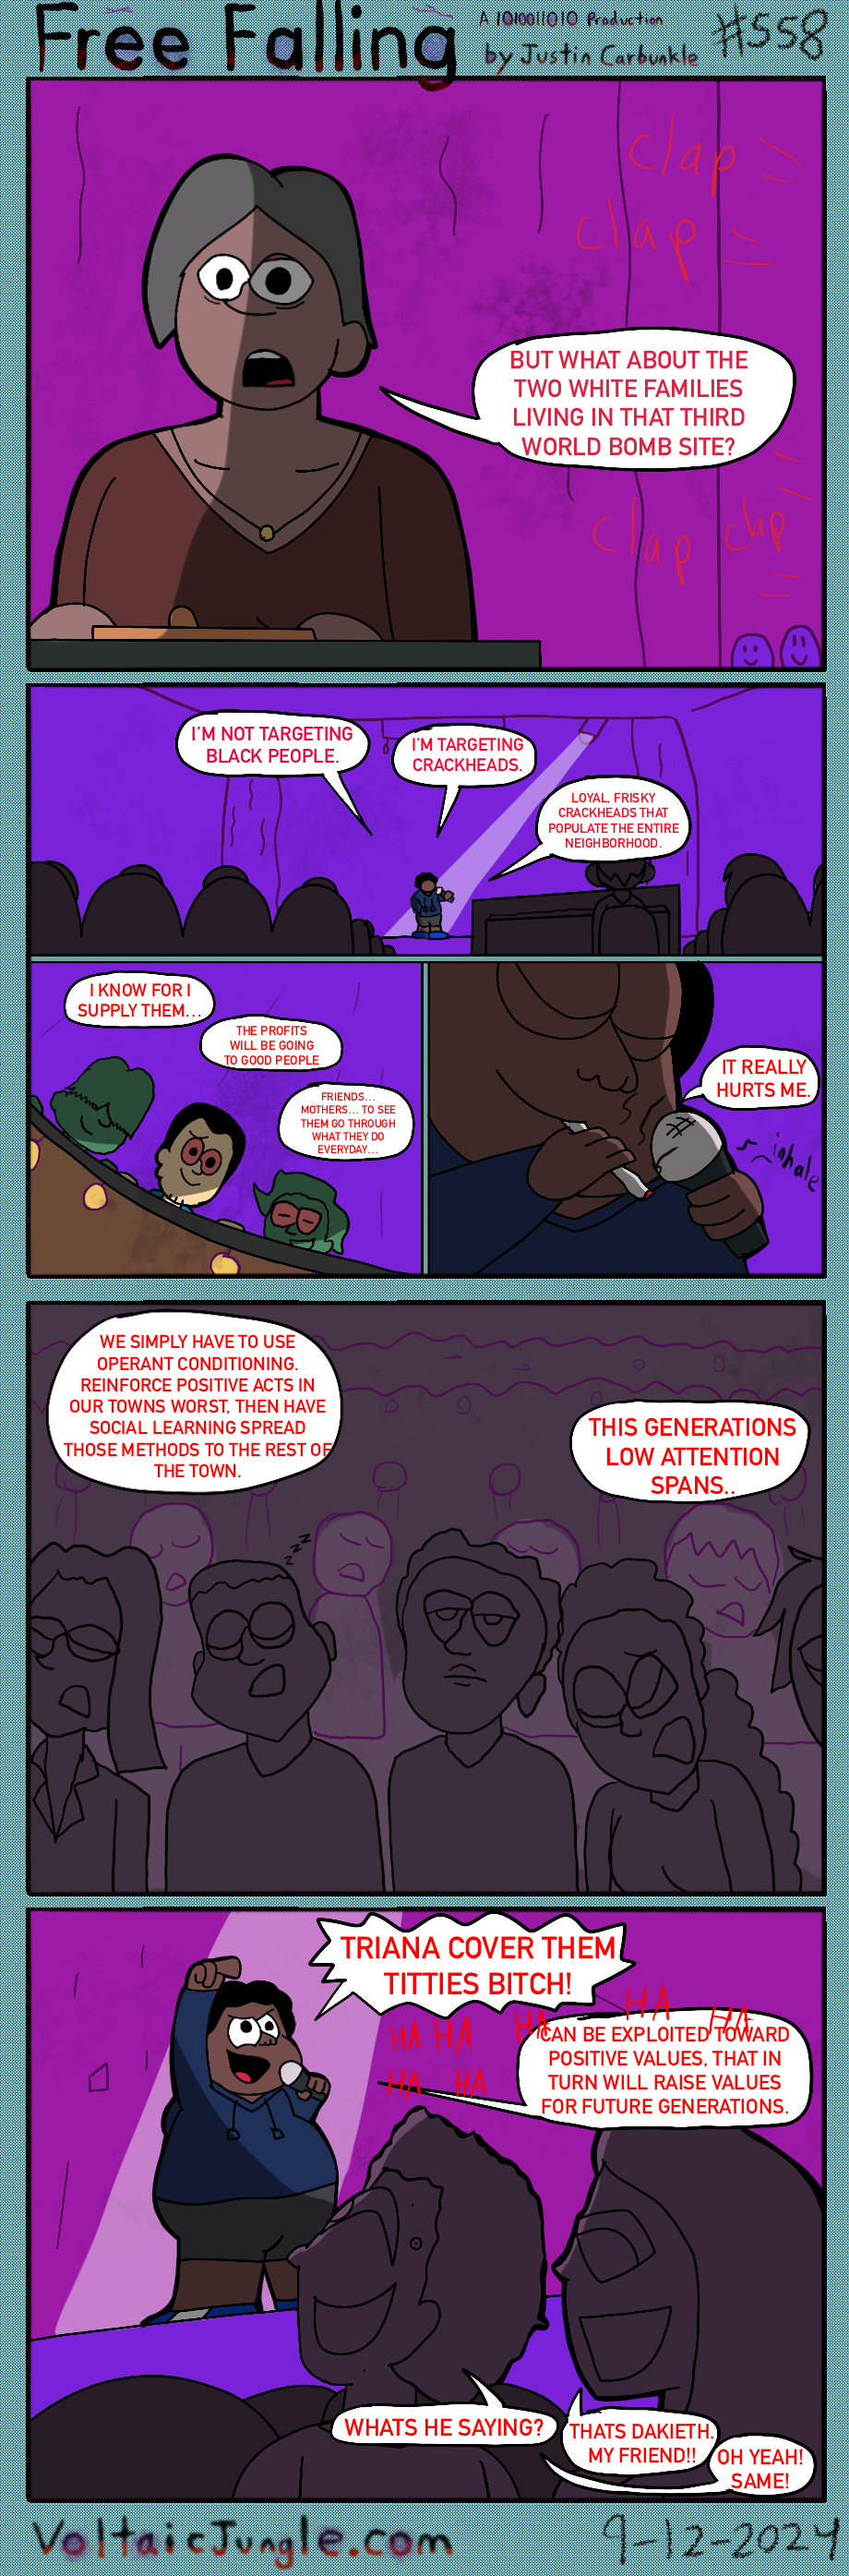 Free Falling
A 1010011010 Production
by Justin Carbunkle
#558
clap
clap
BUT WHAT ABOUT THE
TWO WHITE FAMILIES
LIVING IN THAT THIRD
WORLD BOMB SITE?
clap clap
I'M NOT TARGETING
BLACK PEOPLE.
I'M TARGETING
CRACKHEADS.
LOYAL, FRISKY
CRACKHEADS THAT
POPULATE THE ENTIRE
NEIGHBORHOOD.
I KNOW FOR I
SUPPLY THEM...
THE PROFITS
WILL BE GOING
TO GOOD PEOPLE
FRIENDS...
MOTHERS... TO SEE
THEM GO THROUGH
WHAT THEY DO
EVERYDAY...
IT REALLY
HURTS ME.
inhale
WE SIMPLY HAVE TO USE
OPERANT CONDITIONING.
REINFORCE POSITIVE ACTS IN
OUR TOWNS WORST, THEN HAVE
SOCIAL LEARNING SPREAD
THOSE METHODS TO THE REST OF
THE TOWN.
THIS GENERATIONS
LOW ATTENTION
SPANS..
zzz
TRIANA COVER THEM
TITTIES BITCH!
HA HA HA HA HA
HA HA
CAN BE EXPLOITED TOWARD
POSITIVE VALUES, THAT IN
TURN WILL RAISE VALUES
FOR FUTURE GENERATIONS.
WHATS HE SAYING?
THATS DAKIETH.
MY FRIEND!!
OH YEAH!
SAME!
VoltaicJungle.com
9-12-2024